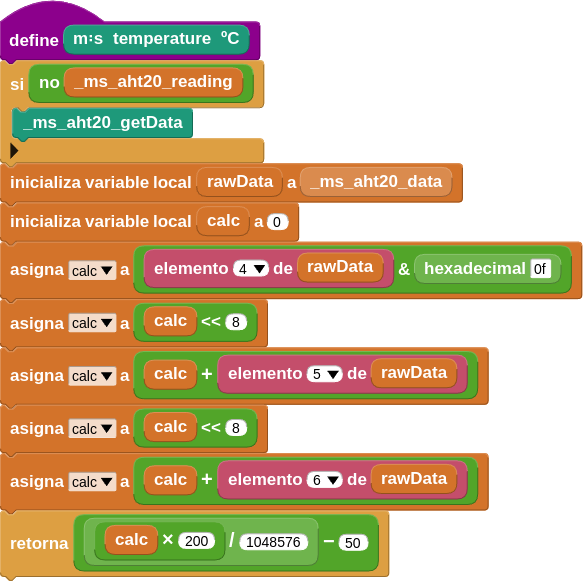 define m:s temperature ºC
si no _ms_aht20_reading
_ms_aht20_getData
inicializa variable local rawData a _ms_aht20_data
inicializa variable local calc a 0
asigna calc a elemento 4 de rawData & hexadecimal 0f
asigna calc a calc << 8
asigna calc a calc + elemento 5 de rawData
asigna calc a calc << 8
asigna calc a calc + elemento 6 de rawData
retorna calc × 200 / 1048576 − 50